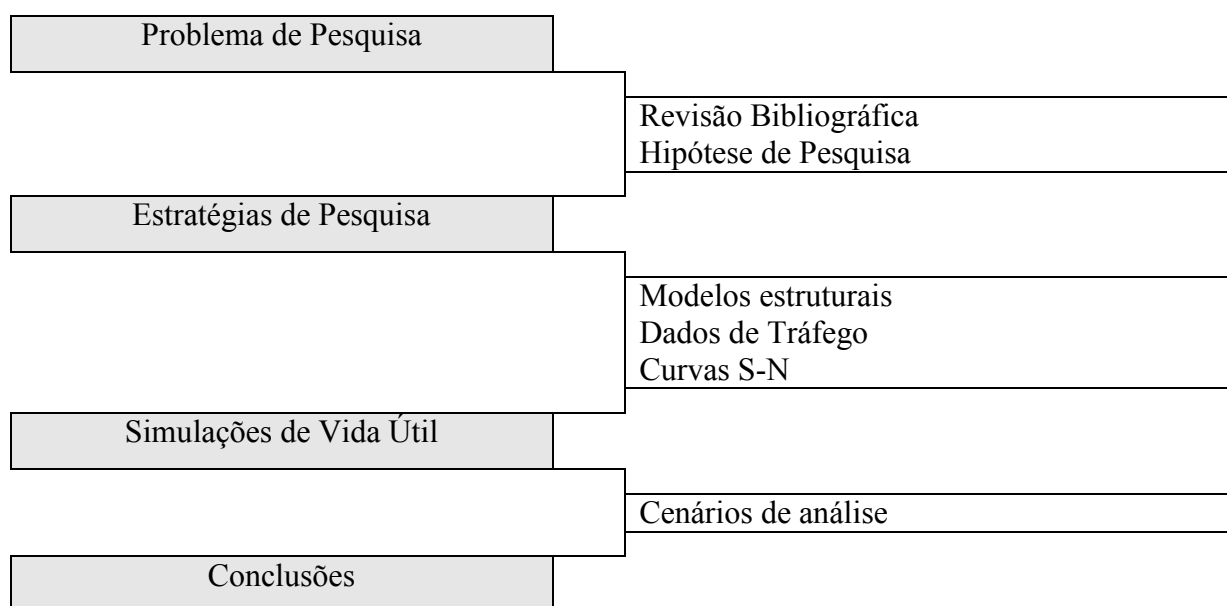 Problema de Pesquisa
Revisão Bibliográfica
Hipótese de Pesquisa
Estratégias de Pesquisa
Modelos estruturais
Dados de Tráfego
Curvas S-N
Simulações de Vida Útil
Cenários de análise
Conclusões